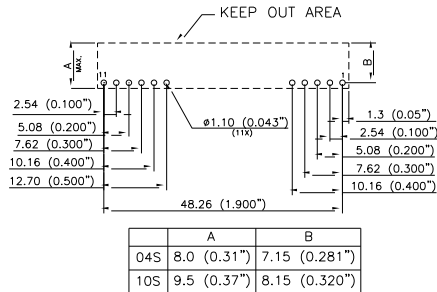 KEEP OUT AREA
A
MAX.
B
11
1
2.54 (0.100")
5.08 (0.200")
7.62 (0.300")
10.16 (0.400")
12.70 (0.500")
ø1.10 (0.043")
(11X)
1.3 (0.05")
2.54 (0.100")
5.08 (0.200")
7.62 (0.300")
10.16 (0.400")
48.26 (1.900")
A B
04S 8.0 (0.31") 7.15 (0.281")
10S 9.5 (0.37") 8.15 (0.320")